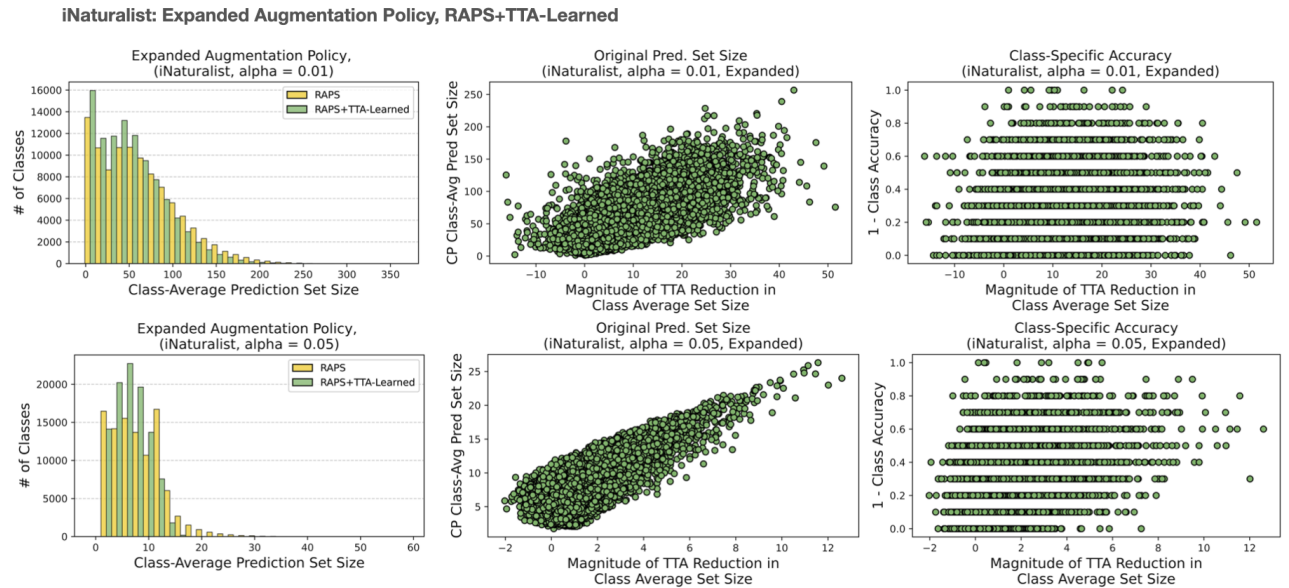 iNaturalist: Expanded Augmentation Policy, RAPS+TTA-Learned
Expanded Augmentation Policy,
(iNaturalist, alpha = 0.01)
# of Classes
16000
14000
12000
10000
8000
6000
4000
2000
0
RAPS
RAPS+TTA-Learned
0 50 100 150 200 250 300 350
Class-Average Prediction Set Size
Original Pred. Set Size
(iNaturalist, alpha = 0.01, Expanded)
CP Class-Avg Pred Set Size
250
200
150
100
50
0
−10 0 10 20 30 40 50
Magnitude of TTA Reduction in
Class Average Set Size
Class-Specific Accuracy
(iNaturalist, alpha = 0.01, Expanded)
1 - Class Accuracy
1.0
0.8
0.6
0.4
0.2
0.0
−10 0 10 20 30 40 50
Magnitude of TTA Reduction in
Class Average Set Size
Expanded Augmentation Policy,
(iNaturalist, alpha = 0.05)
# of Classes
20000
15000
10000
5000
0
RAPS
RAPS+TTA-Learned
0 10 20 30 40 50 60
Class-Average Prediction Set Size
Original Pred. Set Size
(iNaturalist, alpha = 0.05, Expanded)
CP Class-Avg Pred Set Size
25
20
15
10
5
−2 0 2 4 6 8 10 12
Magnitude of TTA Reduction in
Class Average Set Size
Class-Specific Accuracy
(iNaturalist, alpha = 0.05, Expanded)
1 - Class Accuracy
1.0
0.8
0.6
0.4
0.2
0.0
−2 0 2 4 6 8 10 12
Magnitude of TTA Reduction in
Class Average Set Size